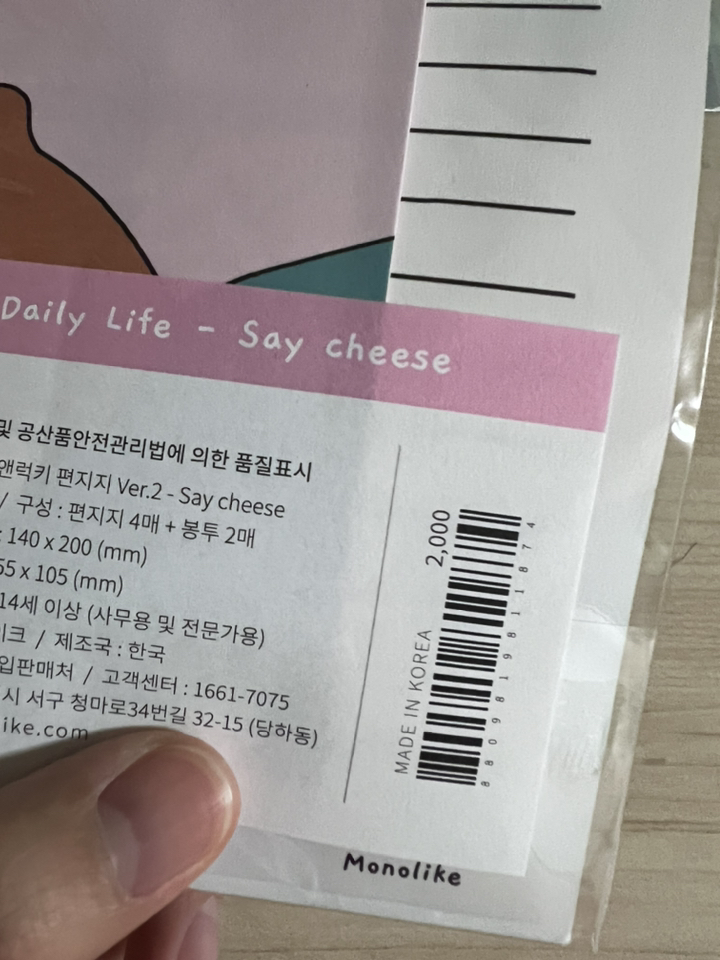 Daily Life - Say cheese
및 공산품안전관리법에 의한 품질표시
앤럭키 편지지 Ver.2 - Say cheese
/ 구성 : 편지지 4매 + 봉투 2매
: 140 x 200 (mm)
55 x 105 (mm)
14세 이상 (사무용 및 전문가용)
이크 / 제조국 : 한국
입판매처 / 고객센터 : 1661-7075
시 서구 청마로34번길 32-15 (당하동)
like.com
2,000
MADE IN KOREA
8809819811874
Monolike